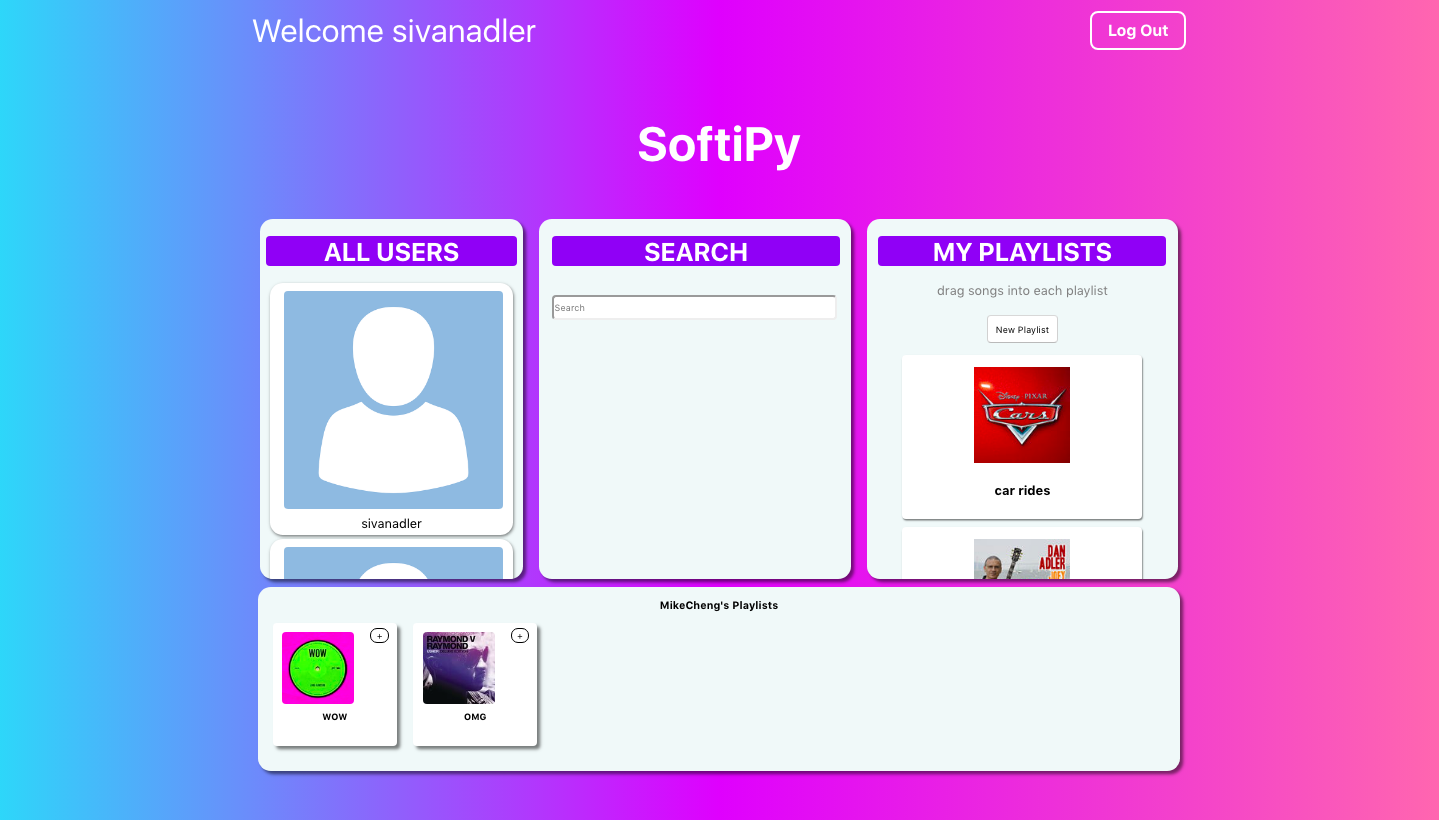 Welcome sivanadler
Log Out
SoftiPy
ALL USERS
sivanadler
SEARCH
Search
MY PLAYLISTS
drag songs into each playlist
New Playlist
Disney PIXAR
Cars
car rides
DAN
ADLER
JOEY
MikeCheng's Playlists
+
WOW
WOW
+
RAYMOND V
RAYMOND
OMG